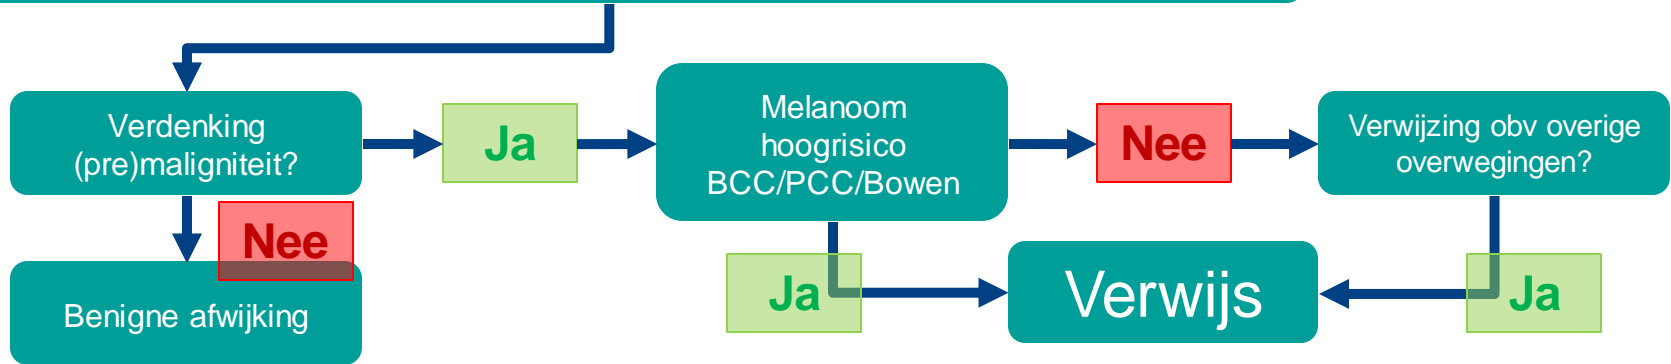 Verdenking
(pre)maligniteit?
Ja
Melanoom
hoogrisico
BCC/PCC/Bowen
Nee
Verwijzing obv overige
overwegingen?
Nee
Benigne afwijking
Ja
Verwijs
Ja